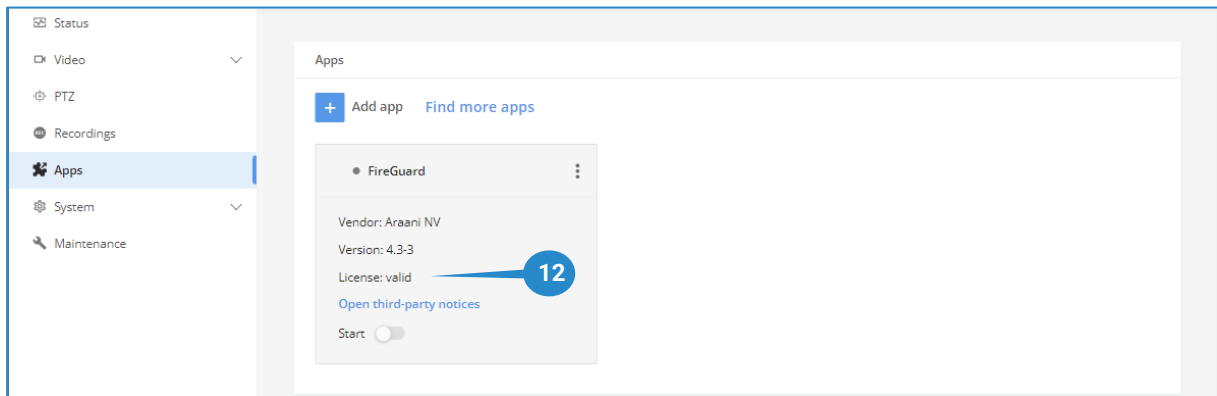 Status
Video
PTZ
Recordings
Apps
System
Maintenance
Apps
+ Add app Find more apps
FireGuard
Vendor: Araani NV
Version: 4.3-3
License: valid
12
Open third-party notices
Start